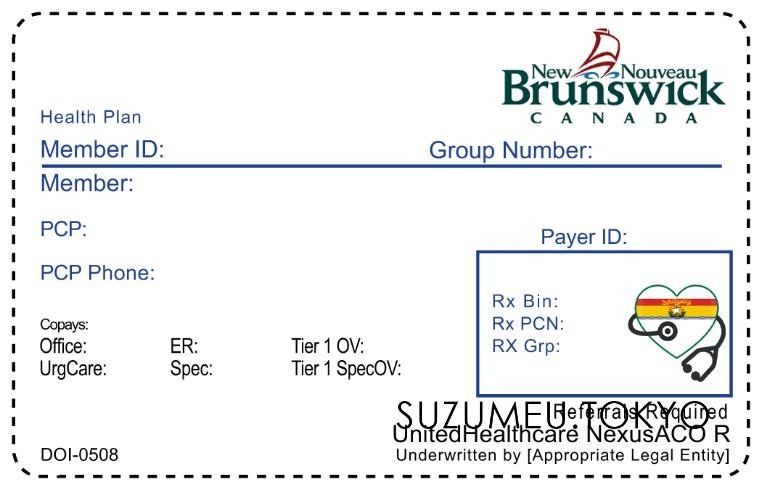 New Nouveau
Brunswick
CANADA
Health Plan
Member ID: Group Number:
Member:
PCP:
Payer ID:
PCP Phone:
Rx Bin:
Rx PCN:
RX Grp:
Copays:
Office: ER: Tier 1 OV:
UrgCare: Spec: Tier 1 SpecOV:
Referrals Required
SUZUMEU.TOKYO
UnitedHealthcare NexusACO R
DOI-0508 Underwritten by [Appropriate Legal Entity]